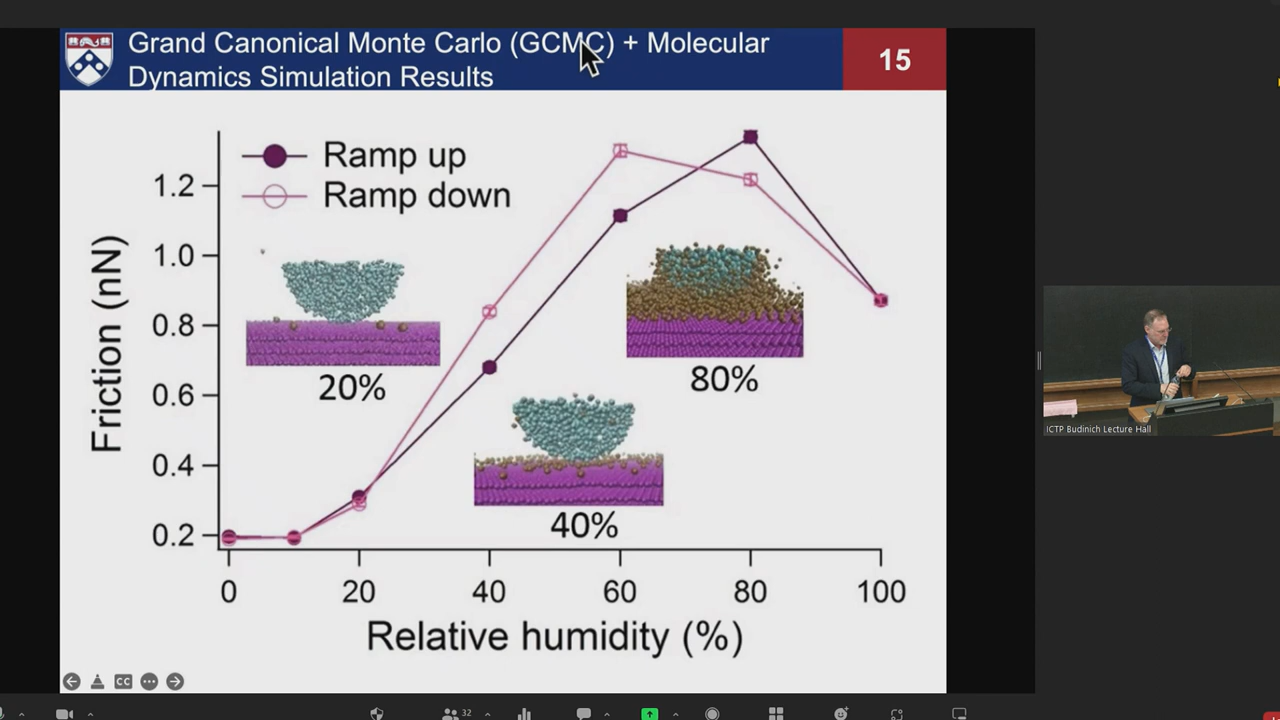 Grand Canonical Monte Carlo (GCMC) + Molecular
Dynamics Simulation Results
15
Ramp up
Ramp down
Friction (nN)
1.2
1.0
0.8
0.6
0.4
0.2
20%
40%
80%
0
20
40
60
80
100
Relative humidity (%)
CC
ICTP Budinich Lecture Hall
32